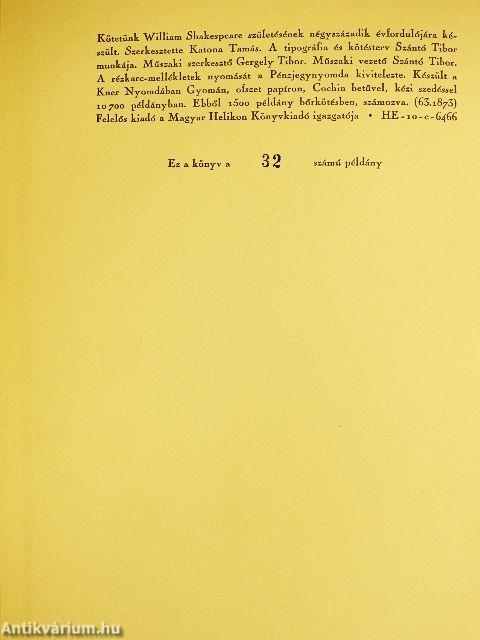 Kötetünk William Shakespeare születésének négyszázadik évfordulójára ké-
szült. Szerkesztette Katona Tamás. A tipográfia és kötésterv Szántó Tibor
munkája. Műszaki szerkesztő Gergely Tibor. Műszaki vezető Szántó Tibor.
A rézkarc-mellékletek nyomását a Pénzjegynyomda kivitelezte. Készült a
Kner Nyomdában Gyomán, ofszet papíron, Cochin betűvel, kézi szedéssel
10 700 példányban. Ebből 1500 példány bőrkötésben, számozva. (63.1873)
Felelős kiadó a Magyar Helikon Könyvkiadó igazgatója • HE-10-c-6466
Ez a könyv a 32 számú példány
Antikvárium.hu